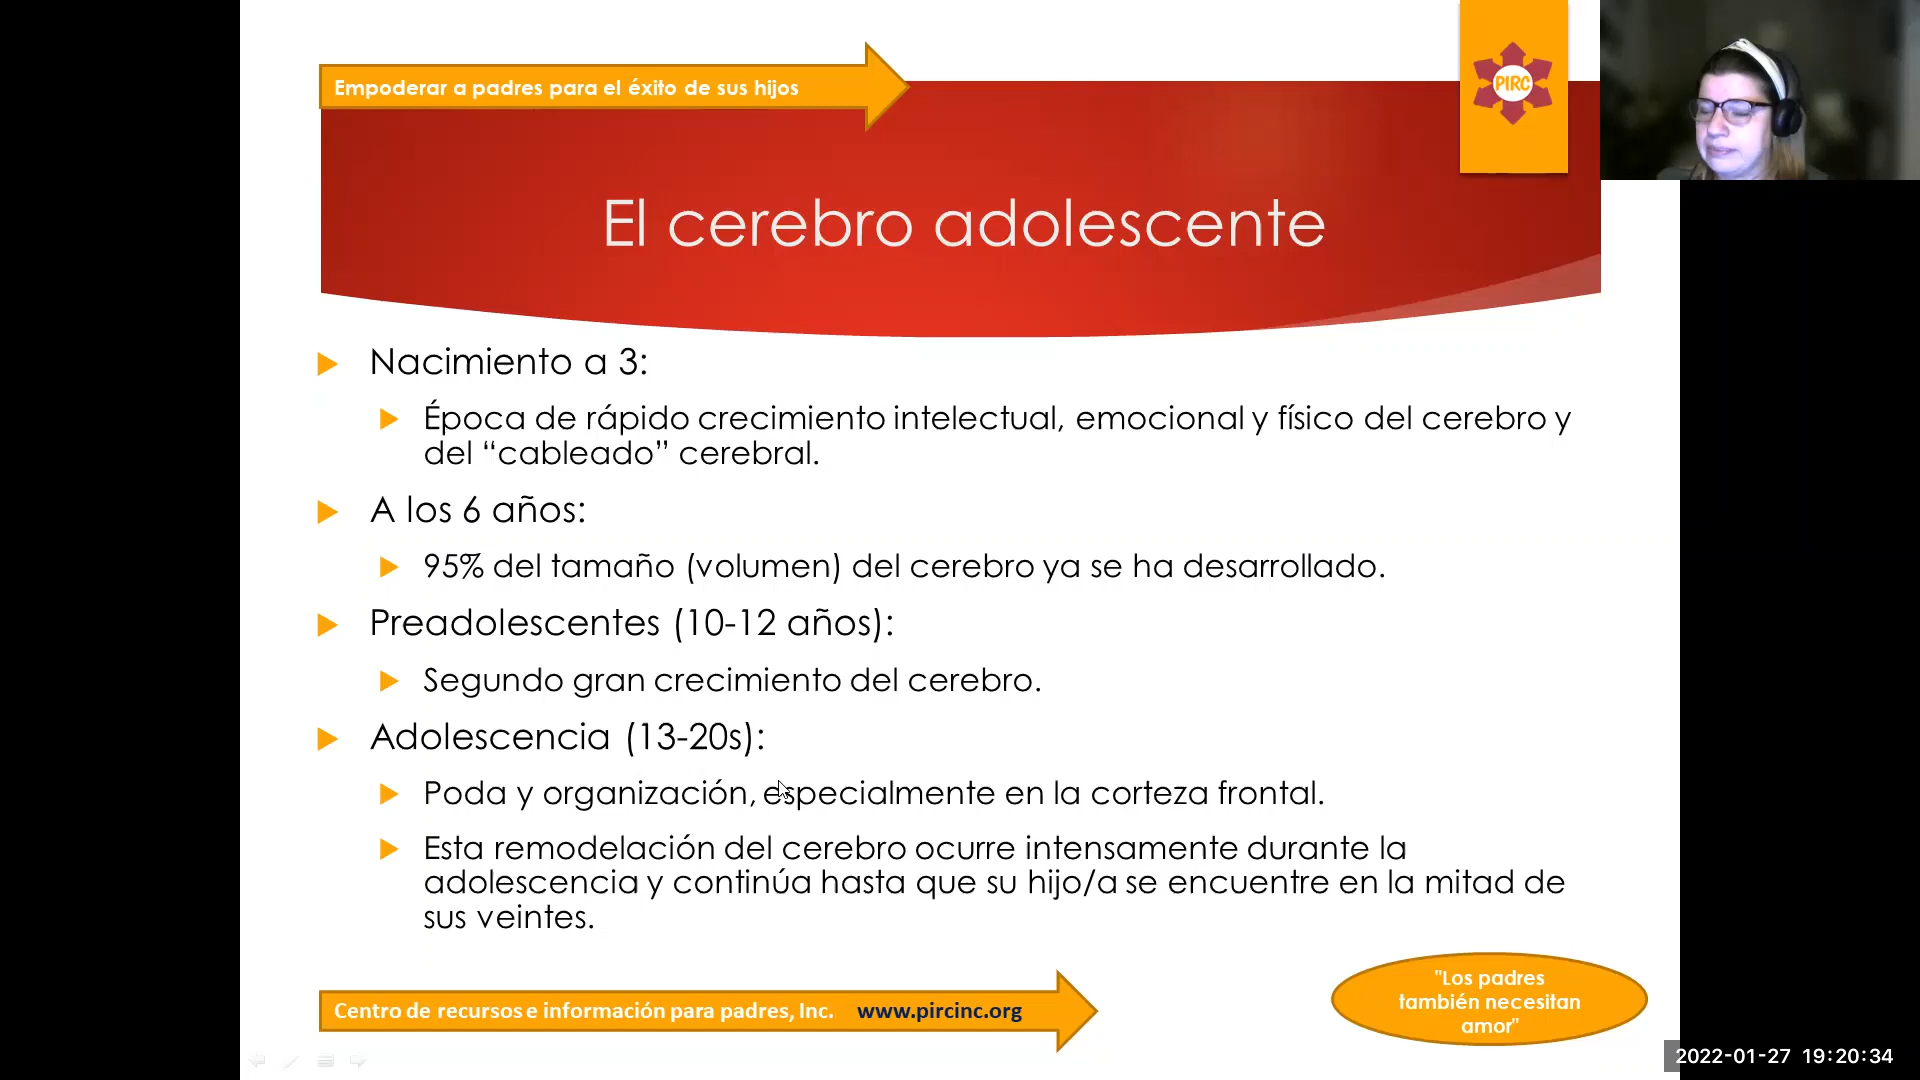 Empoderar a padres para el éxito de sus hijos
PIRC
El cerebro adolescente
Nacimiento a 3:
Época de rápido crecimiento intelectual, emocional y físico del cerebro y
del “cableado” cerebral.
A los 6 años:
95% del tamaño (volumen) del cerebro ya se ha desarrollado.
Preadolescentes (10-12 años):
Segundo gran crecimiento del cerebro.
Adolescencia (13-20s):
Poda y organización, especialmente en la corteza frontal.
Esta remodelación del cerebro ocurre intensamente durante la
adolescencia y continúa hasta que su hijo/a se encuentre en la mitad de
sus veintes.
Centro de recursos e información para padres, Inc. www.pircinc.org
"Los padres
también necesitan
amor"
2022-01-27 19:20:34